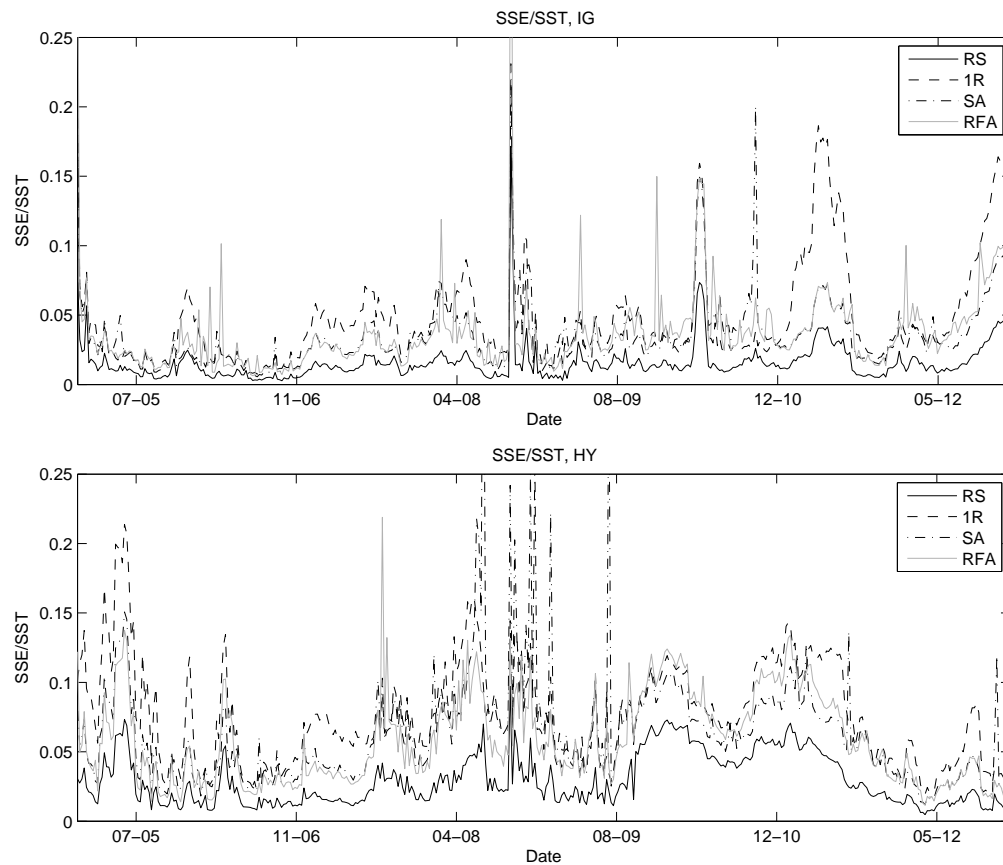 SSE/SST, IG
0.25
0.2
0.15
0.1
0.05
0
SSE/SST
RS
1R
SA
RFA
07−05
11−06
04−08
08−09
12−10
05−12
Date
SSE/SST, HY
0.25
0.2
0.15
0.1
0.05
0
SSE/SST
RS
1R
SA
RFA
07−05
11−06
04−08
08−09
12−10
05−12
Date